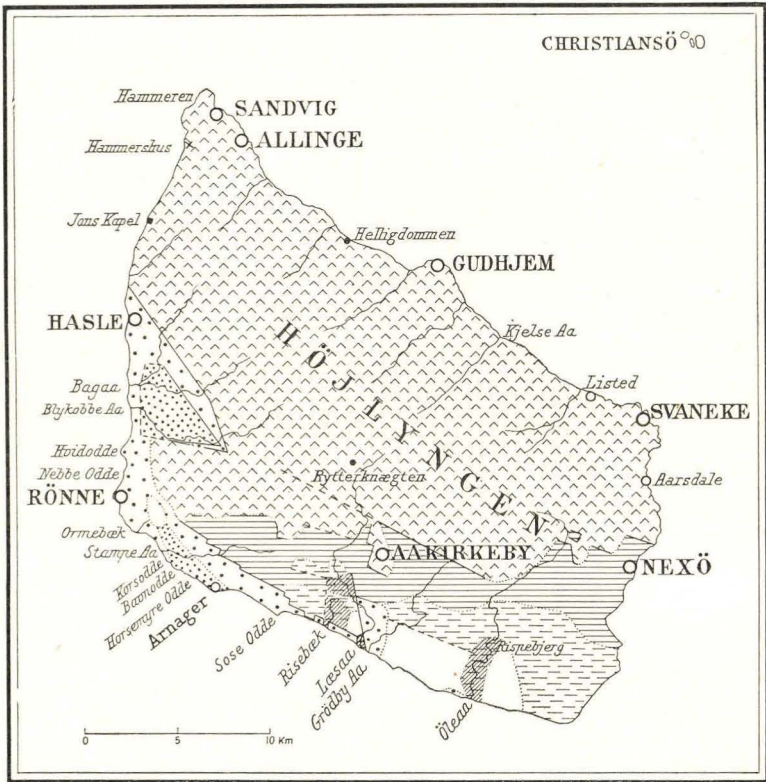 CHRISTIANSÖ
Hammeren
SANDVIG
ALLINGE
Hammershus
Jons Kapel
Helligdommen
GUDHJEM
HASLE
Kjelse Aa
HÖJLYNGEN
Bagaa
Listed
Blykobbe Aa
SVANEKE
Hvidodde
Rytterknægten
Nebbe Odde
Aarsdale
RÖNNE
Ormebæk
Stampe Aa
AAKIRKEBY
NEXÖ
Korsodde
Bavnodde
Horsemyre Odde
Arnager
Sose Odde
Risebæk
Læsaa
Grödby Aa
Rispebjerg
Öleaa
0 5 10 Km